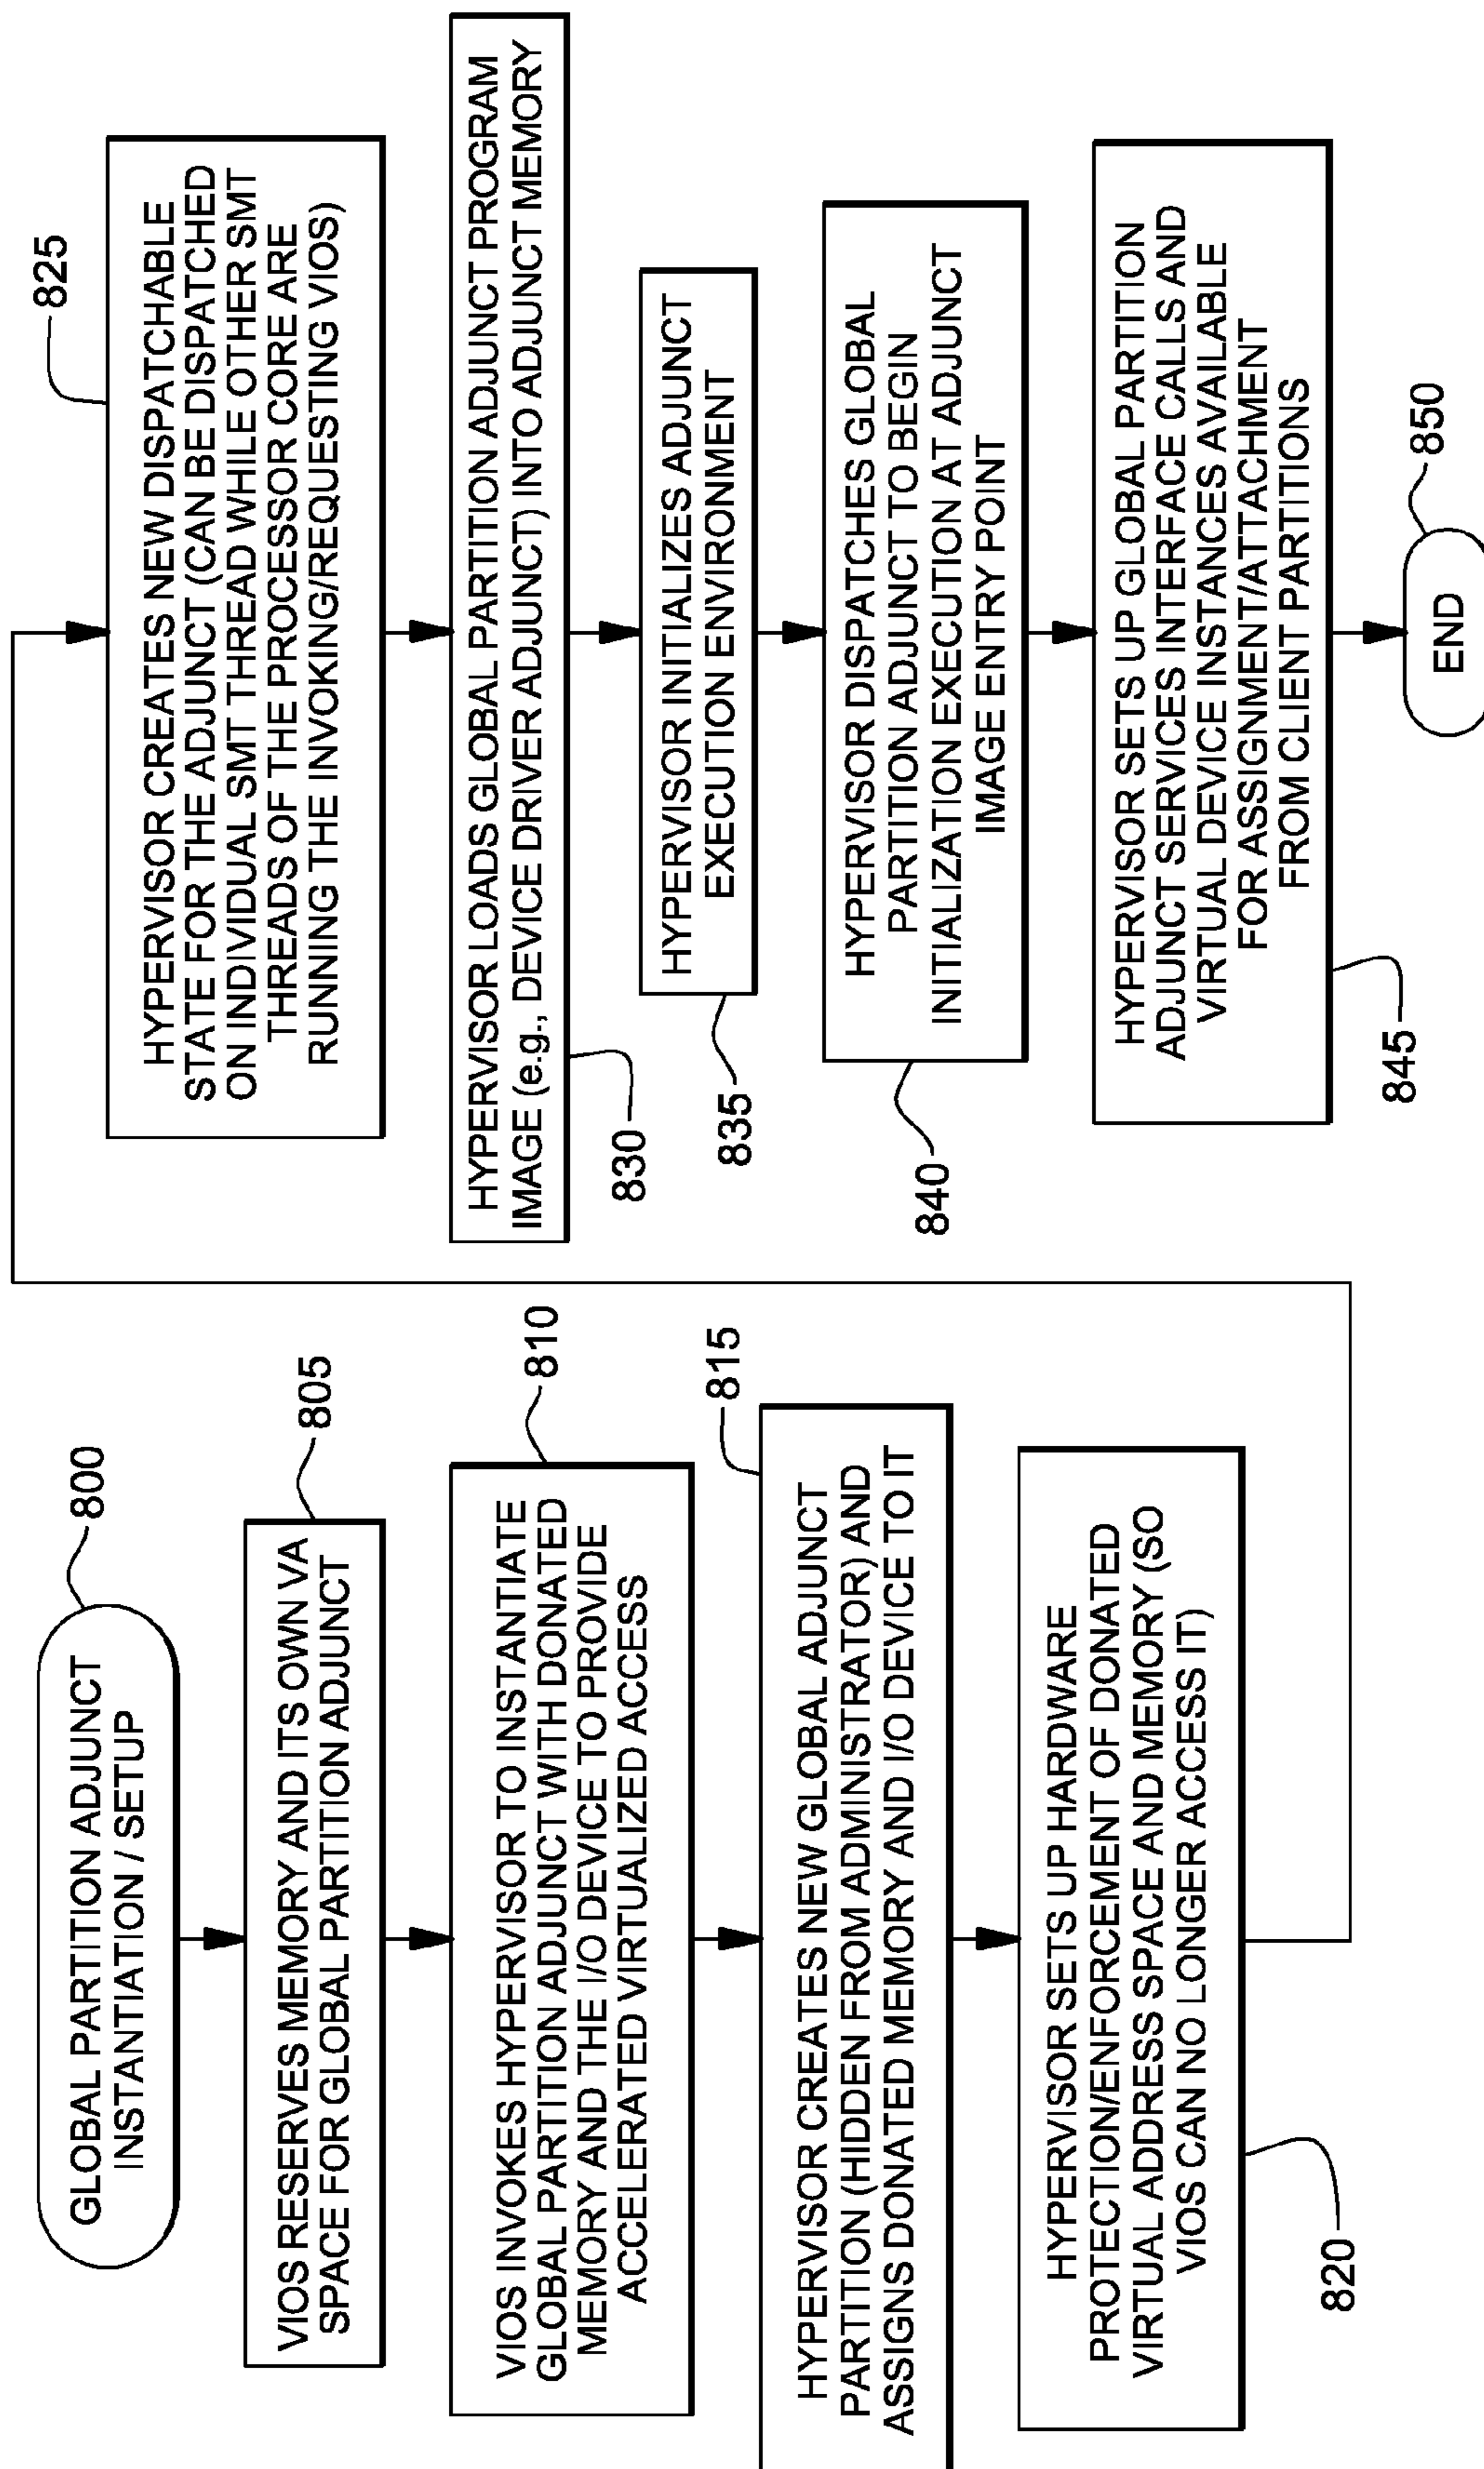 800
GLOBAL PARTITION ADJUNCT
INSTANTIATION / SETUP
805
VIOS RESERVES MEMORY AND ITS OWN VA
SPACE FOR GLOBAL PARTITION ADJUNCT
810
VIOS INVOKES HYPERVISOR TO INSTANTIATE
GLOBAL PARTITION ADJUNCT WITH DONATED
MEMORY AND THE I/O DEVICE TO PROVIDE
ACCELERATED VIRTUALIZED ACCESS
815
HYPERVISOR CREATES NEW GLOBAL ADJUNCT
PARTITION (HIDDEN FROM ADMINISTRATOR) AND
ASSIGNS DONATED MEMORY AND I/O DEVICE TO IT
HYPERVISOR SETS UP HARDWARE
PROTECTION/ENFORCEMENT OF DONATED
VIRTUAL ADDRESS SPACE AND MEMORY (SO
VIOS CAN NO LONGER ACCESS IT)
820
825
HYPERVISOR CREATES NEW DISPATCHABLE
STATE FOR THE ADJUNCT (CAN BE DISPATCHED
ON INDIVIDUAL SMT THREAD WHILE OTHER SMT
THREADS OF THE PROCESSOR CORE ARE
RUNNING THE INVOKING/REQUESTING VIOS)
HYPERVISOR LOADS GLOBAL PARTITION ADJUNCT PROGRAM
IMAGE (e.g., DEVICE DRIVER ADJUNCT) INTO ADJUNCT MEMORY
830
HYPERVISOR INITIALIZES ADJUNCT
EXECUTION ENVIRONMENT
835
HYPERVISOR DISPATCHES GLOBAL
PARTITION ADJUNCT TO BEGIN
INITIALIZATION EXECUTION AT ADJUNCT
IMAGE ENTRY POINT
840
HYPERVISOR SETS UP GLOBAL PARTITION
ADJUNCT SERVICES INTERFACE CALLS AND
VIRTUAL DEVICE INSTANCES AVAILABLE
FOR ASSIGNMENT/ATTACHMENT
FROM CLIENT PARTITIONS
845
850
END